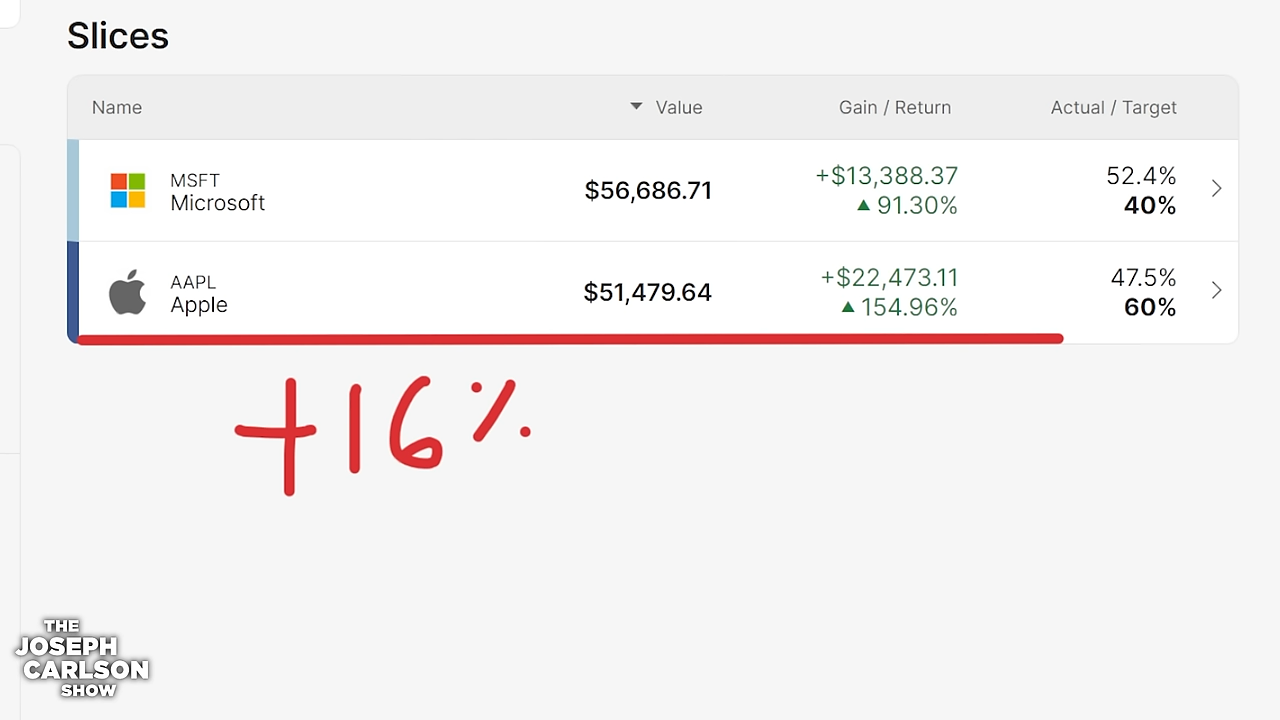 Slices
Name ▼ Value Gain / Return Actual / Target
MSFT
Microsoft
$56,686.71
+$13,388.37
▲ 91.30%
52.4%
40%
AAPL
Apple
$51,479.64
+$22,473.11
▲ 154.96%
47.5%
60%
+16%
THE
JOSEPH
CARLSON
SHOW